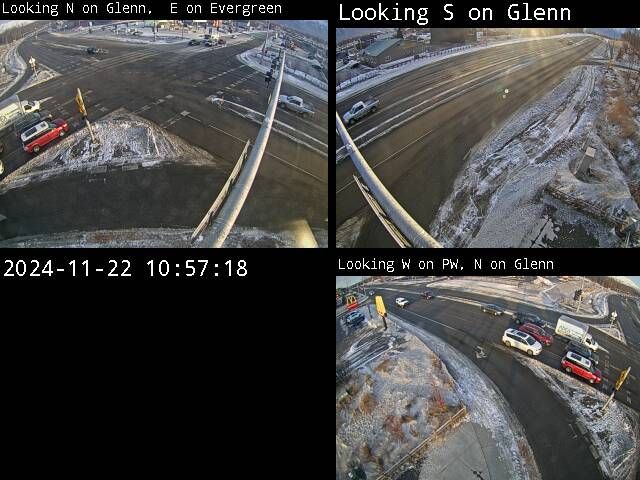 Looking N on Glenn,  E on Evergreen
Looking S on Glenn
2024-11-22 10:57:18
Looking W on PW, N on Glenn